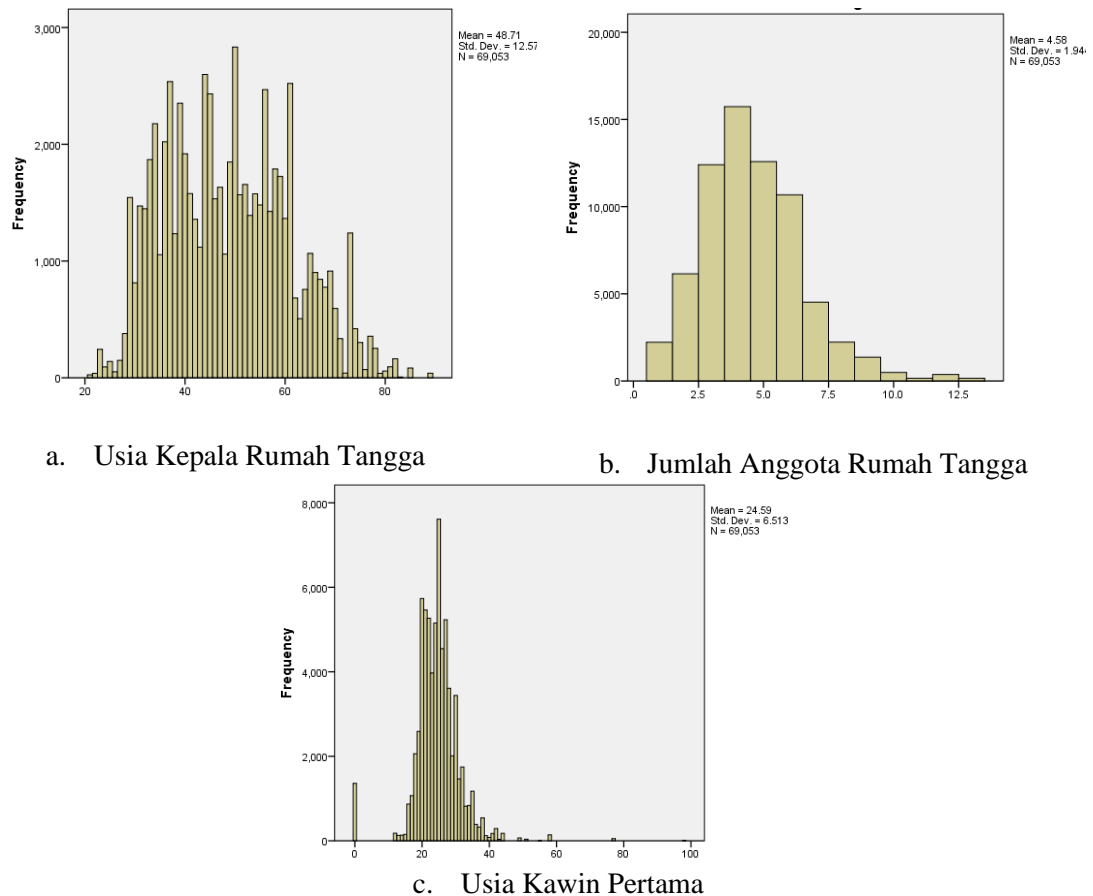 3,000
2,000
1,000
0
Frequency
20
40
60
80
Mean = 48.71
Std. Dev. = 12.57
N = 69,053
a. Usia Kepala Rumah Tangga
20,000
15,000
10,000
5,000
0
Frequency
.0
2.5
5.0
7.5
10.0
12.5
Mean = 4.58
Std. Dev. = 1.94
N = 69,053
b. Jumlah Anggota Rumah Tangga
8,000
6,000
4,000
2,000
0
Frequency
0
20
40
60
80
100
Mean = 24.59
Std. Dev. = 6.513
N = 69,053
c. Usia Kawin Pertama